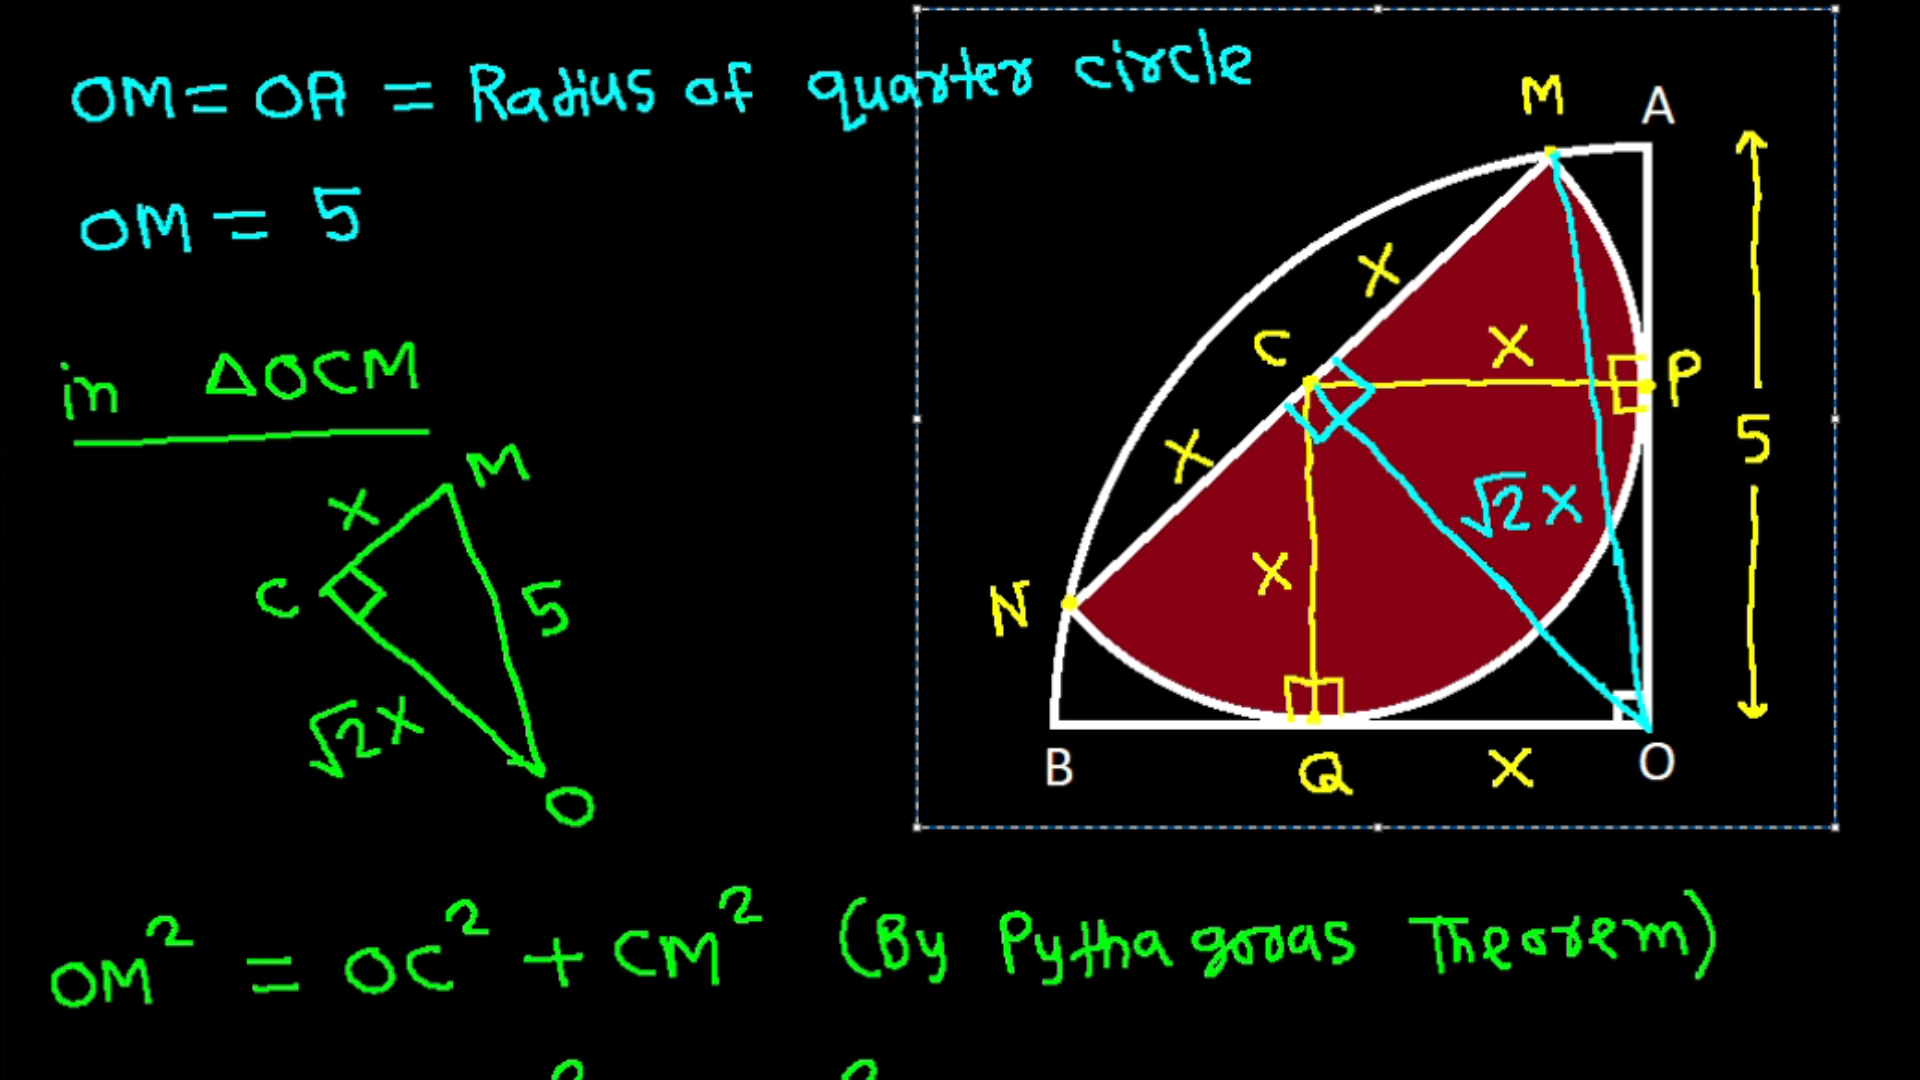 OM = OA = Radius of quarter circle
OM = 5
in △OCM
M
X
C
5
√2X
O
M
A
X
C
X
P
5
X
√2X
X
N
B
Q
X
O
OM² = OC² + CM² (By Pythagoras Theorem)